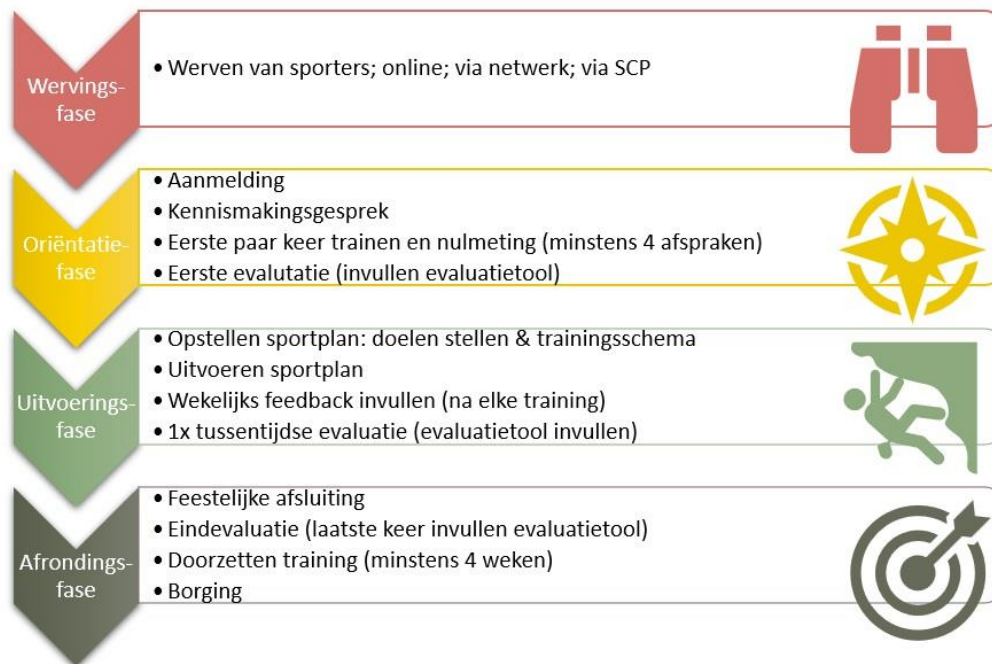 Wervings-
fase
• Werven van sporters; online; via netwerk; via SCP
Oriëntatie-
fase
• Aanmelding
• Kennismakingsgesprek
• Eerste paar keer trainen en nulmeting (minstens 4 afspraken)
• Eerste evalutatie (invullen evaluatietool)
Uitvoerings-
fase
• Opstellen sportplan: doelen stellen & trainingsschema
• Uitvoeren sportplan
• Wekelijks feedback invullen (na elke training)
• 1x tussentijdse evaluatie (evaluatietool invullen)
Afrondings-
fase
• Feestelijke afsluiting
• Eindevaluatie (laatste keer invullen evaluatietool)
• Doorzetten training (minstens 4 weken)
• Borging